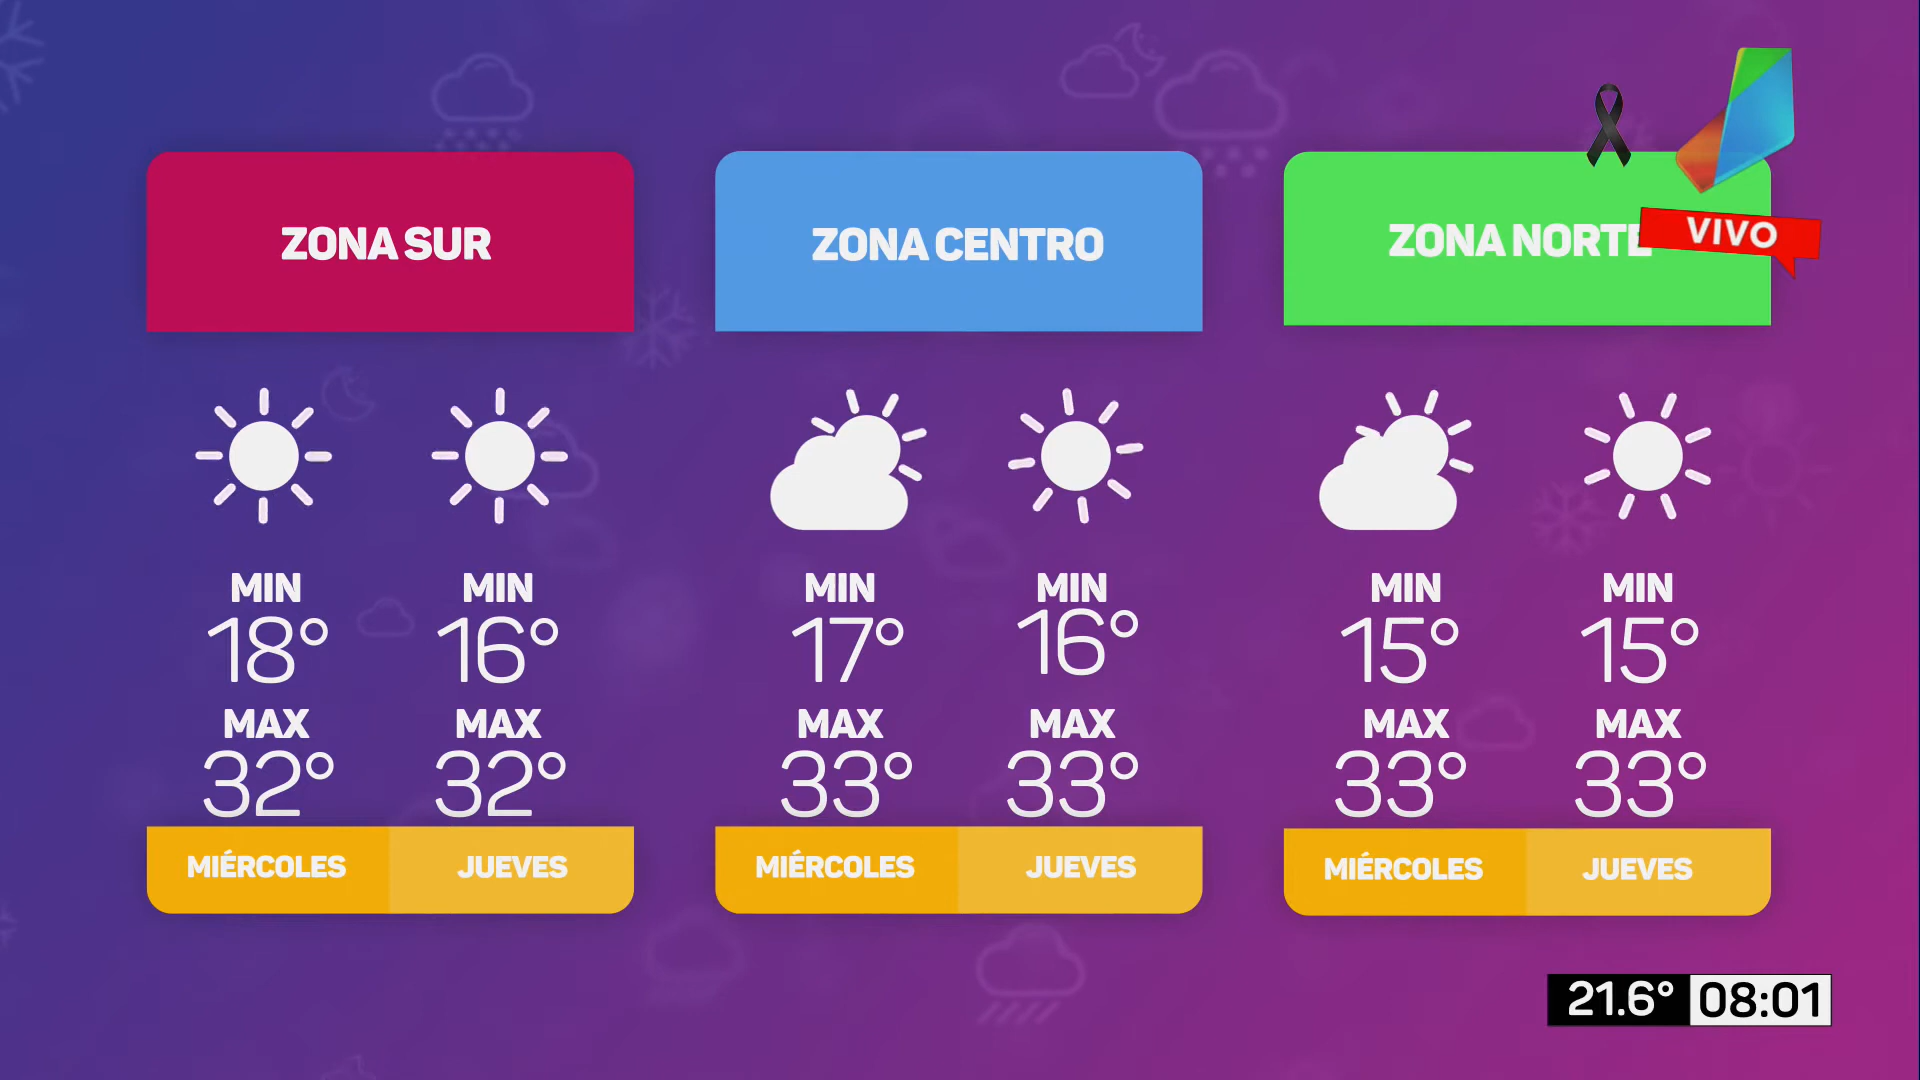 ZONA SUR
ZONA CENTRO
ZONA NORTE
VIVO
MIN MIN
18° 16°
MAX MAX
32° 32°
MIÉRCOLES JUEVES
MIN MIN
17° 16°
MAX MAX
33° 33°
MIÉRCOLES JUEVES
MIN MIN
15° 15°
MAX MAX
33° 33°
MIÉRCOLES JUEVES
21.6° 08:01